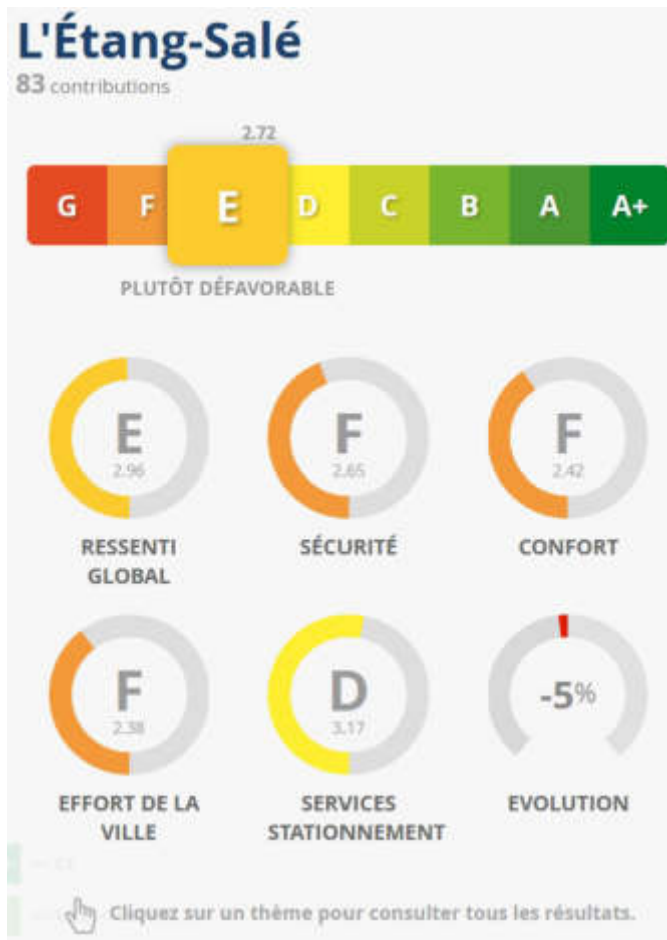 L'Étang-Salé
83 contributions
2.72
G F E D C B A A+
PLUTÔT DÉFAVORABLE
E
2.96
RESSENTI
GLOBAL
F
2.65
SÉCURITÉ
F
2.42
CONFORT
F
2.38
EFFORT DE LA
VILLE
D
3.17
SERVICES
STATIONNEMENT
-5%
EVOLUTION
Cliquez sur un thème pour consulter tous les résultats.